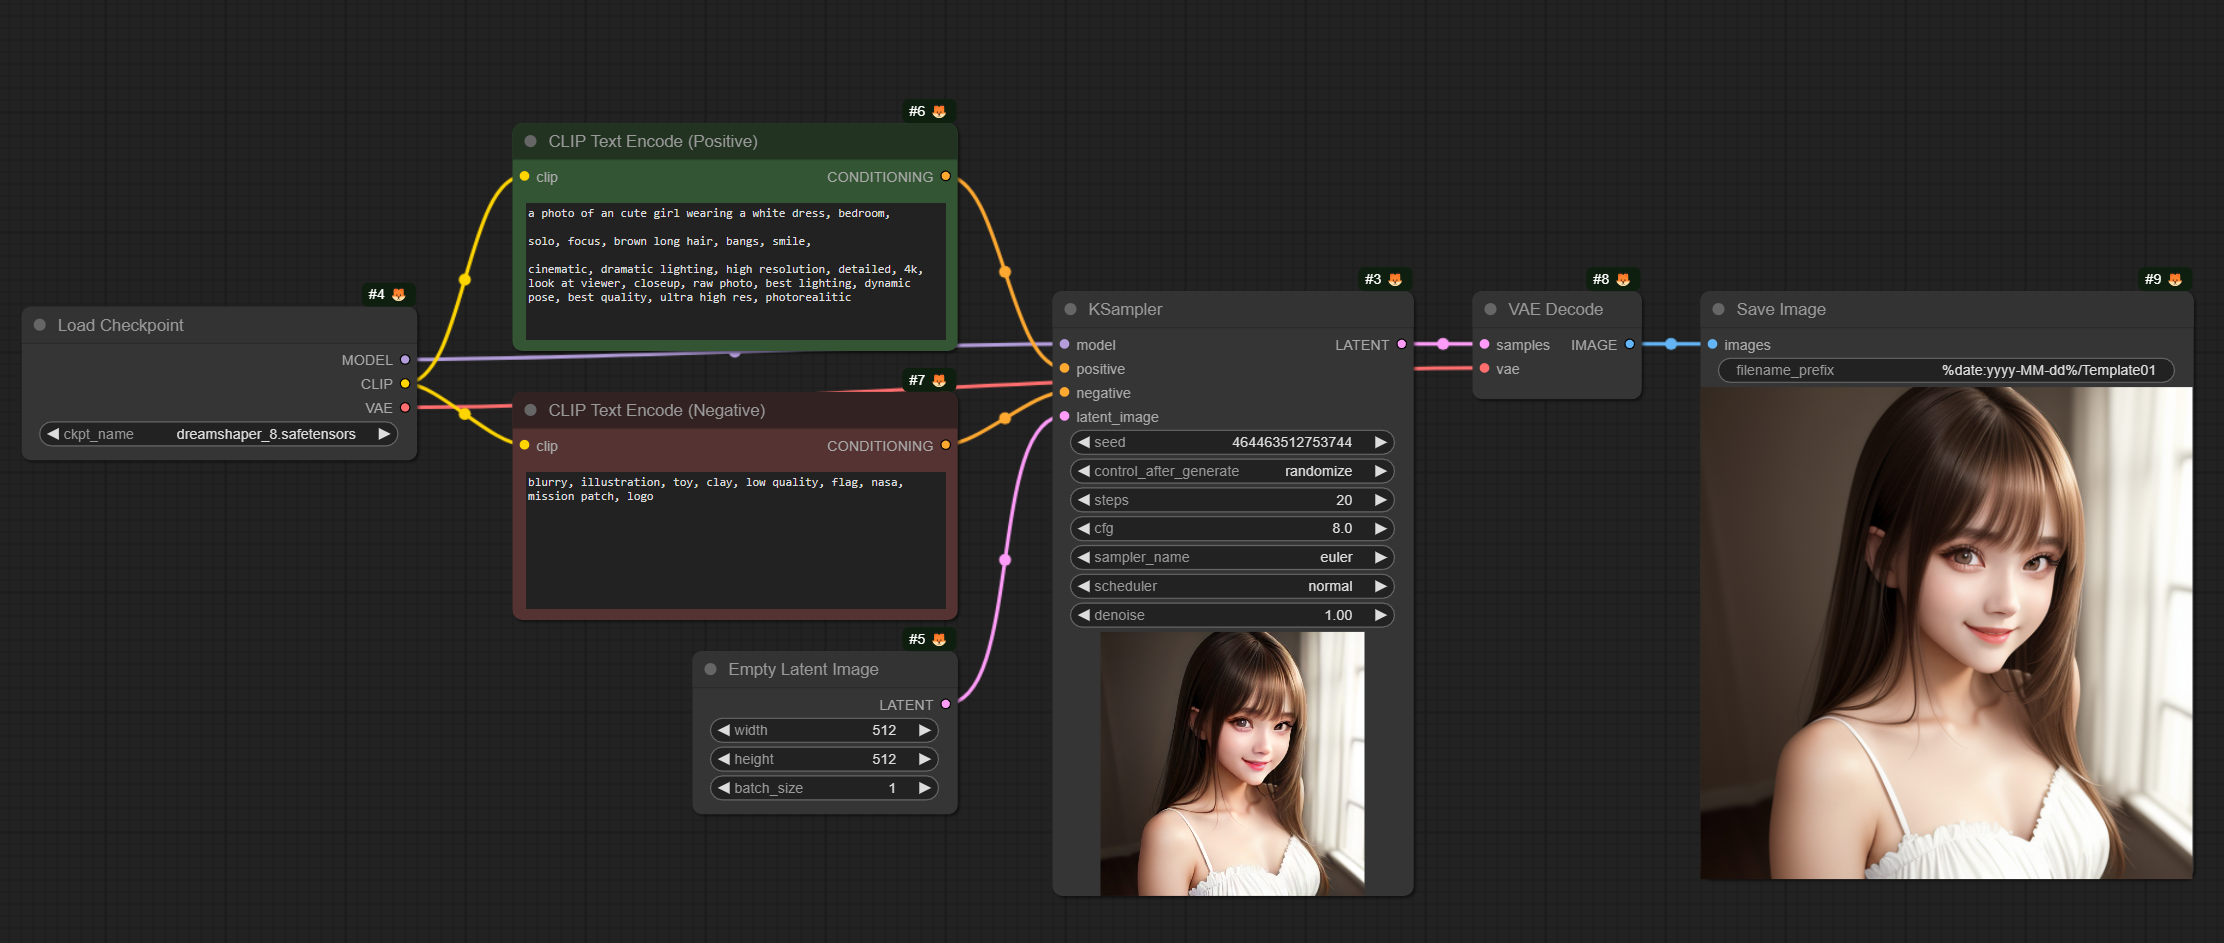 #4
Load Checkpoint
MODEL
CLIP
VAE
ckpt_name dreamshaper_8.safetensors
#6
CLIP Text Encode (Positive)
clip CONDITIONING
a photo of an cute girl wearing a white dress, bedroom,
solo, focus, brown long hair, bangs, smile,
cinematic, dramatic lighting, high resolution, detailed, 4k,
look at viewer, closeup, raw photo, best lighting, dynamic
pose, best quality, ultra high res, photorealitic
#7
CLIP Text Encode (Negative)
clip CONDITIONING
blurry, illustration, toy, clay, low quality, flag, nasa,
mission patch, logo
#5
Empty Latent Image
LATENT
width 512
height 512
batch_size 1
#3
KSampler
model LATENT
positive
negative
latent_image
seed 464463512753744
control_after_generate randomize
steps 20
cfg 8.0
sampler_name euler
scheduler normal
denoise 1.00
#8
VAE Decode
samples IMAGE
vae
#9
Save Image
images
filename_prefix %date:yyyy-MM-dd%/Template01